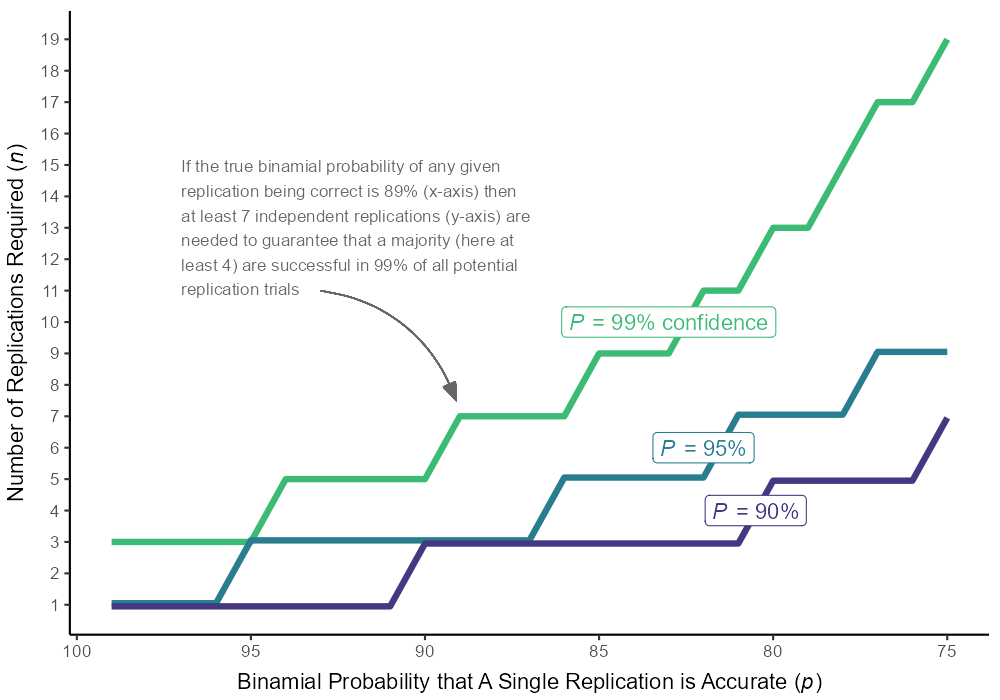 19
18
17
16
15
14
13
12
11
10
9
8
7
6
5
4
3
2
1
Number of Replications Required (n)
If the true binamial probability of any given
replication being correct is 89% (x-axis) then
at least 7 independent replications (y-axis) are
needed to guarantee that a majority (here at
least 4) are successful in 99% of all potential
replication trials
P = 99% confidence
P = 95%
P = 90%
100 95 90 85 80 75
Binamial Probability that A Single Replication is Accurate (p)